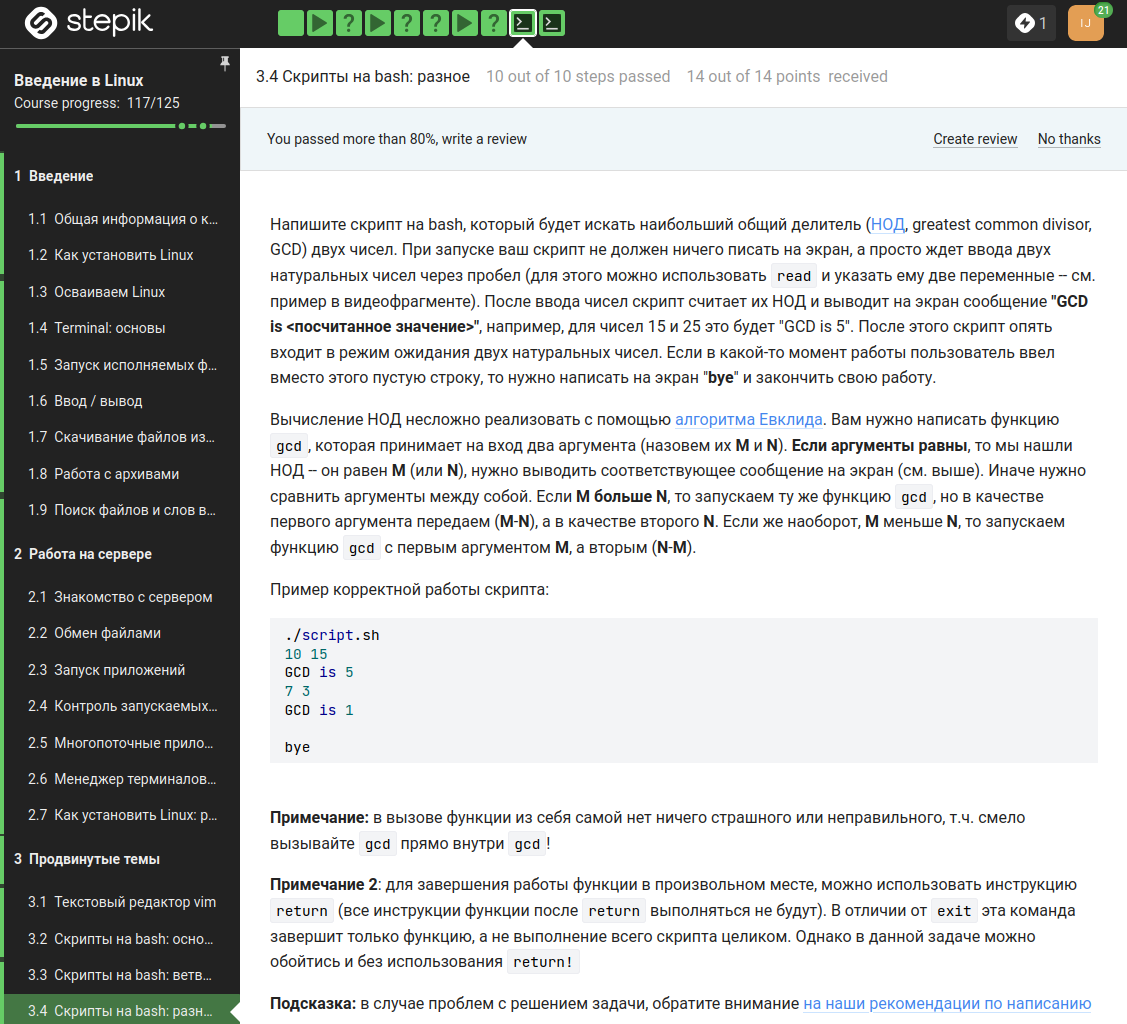 stepik
? ? ? ?
1
IJ
21
Введение в Linux
Course progress: 117/125
1 Введение
1.1 Общая информация о к...
1.2 Как установить Linux
1.3 Осваиваем Linux
1.4 Terminal: основы
1.5 Запуск исполняемых ф...
1.6 Ввод / вывод
1.7 Скачивание файлов из...
1.8 Работа с архивами
1.9 Поиск файлов и слов в...
2 Работа на сервере
2.1 Знакомство с сервером
2.2 Обмен файлами
2.3 Запуск приложений
2.4 Контроль запускаемых...
2.5 Многопоточные прило...
2.6 Менеджер терминалов...
2.7 Как установить Linux: р...
3 Продвинутые темы
3.1 Текстовый редактор vim
3.2 Скрипты на bash: осно...
3.3 Скрипты на bash: ветв...
3.4 Скрипты на bash: разн...
3.4 Скрипты на bash: разное 10 out of 10 steps passed 14 out of 14 points received
You passed more than 80%, write a review Create review No thanks
Напишите скрипт на bash, который будет искать наибольший общий делитель (НОД, greatest common divisor,
GCD) двух чисел. При запуске ваш скрипт не должен ничего писать на экран, а просто ждет ввода двух
натуральных чисел через пробел (для этого можно использовать read и указать ему две переменные -- см.
пример в видеофрагменте). После ввода чисел скрипт считает их НОД и выводит на экран сообщение "GCD
is <посчитанное значение>", например, для чисел 15 и 25 это будет "GCD is 5". После этого скрипт опять
входит в режим ожидания двух натуральных чисел. Если в какой-то момент работы пользователь ввел
вместо этого пустую строку, то нужно написать на экран "bye" и закончить свою работу.
Вычисление НОД несложно реализовать с помощью алгоритма Евклида. Вам нужно написать функцию
gcd, которая принимает на вход два аргумента (назовем их M и N). Если аргументы равны, то мы нашли
НОД -- он равен M (или N), нужно выводить соответствующее сообщение на экран (см. выше). Иначе нужно
сравнить аргументы между собой. Если M больше N, то запускаем ту же функцию gcd, но в качестве
первого аргумента передаем (M-N), а в качестве второго N. Если же наоборот, M меньше N, то запускаем
функцию gcd с первым аргументом M, а вторым (N-M).
Пример корректной работы скрипта:
./script.sh
10 15
GCD is 5
7 3
GCD is 1
bye
Примечание: в вызове функции из себя самой нет ничего страшного или неправильного, т.ч. смело
вызывайте gcd прямо внутри gcd!
Примечание 2: для завершения работы функции в произвольном месте, можно использовать инструкцию
return (все инструкции функции после return выполняться не будут). В отличии от exit эта команда
завершит только функцию, а не выполнение всего скрипта целиком. Однако в данной задаче можно
обойтись и без использования return!
Подсказка: в случае проблем с решением задачи, обратите внимание на наши рекомендации по написанию